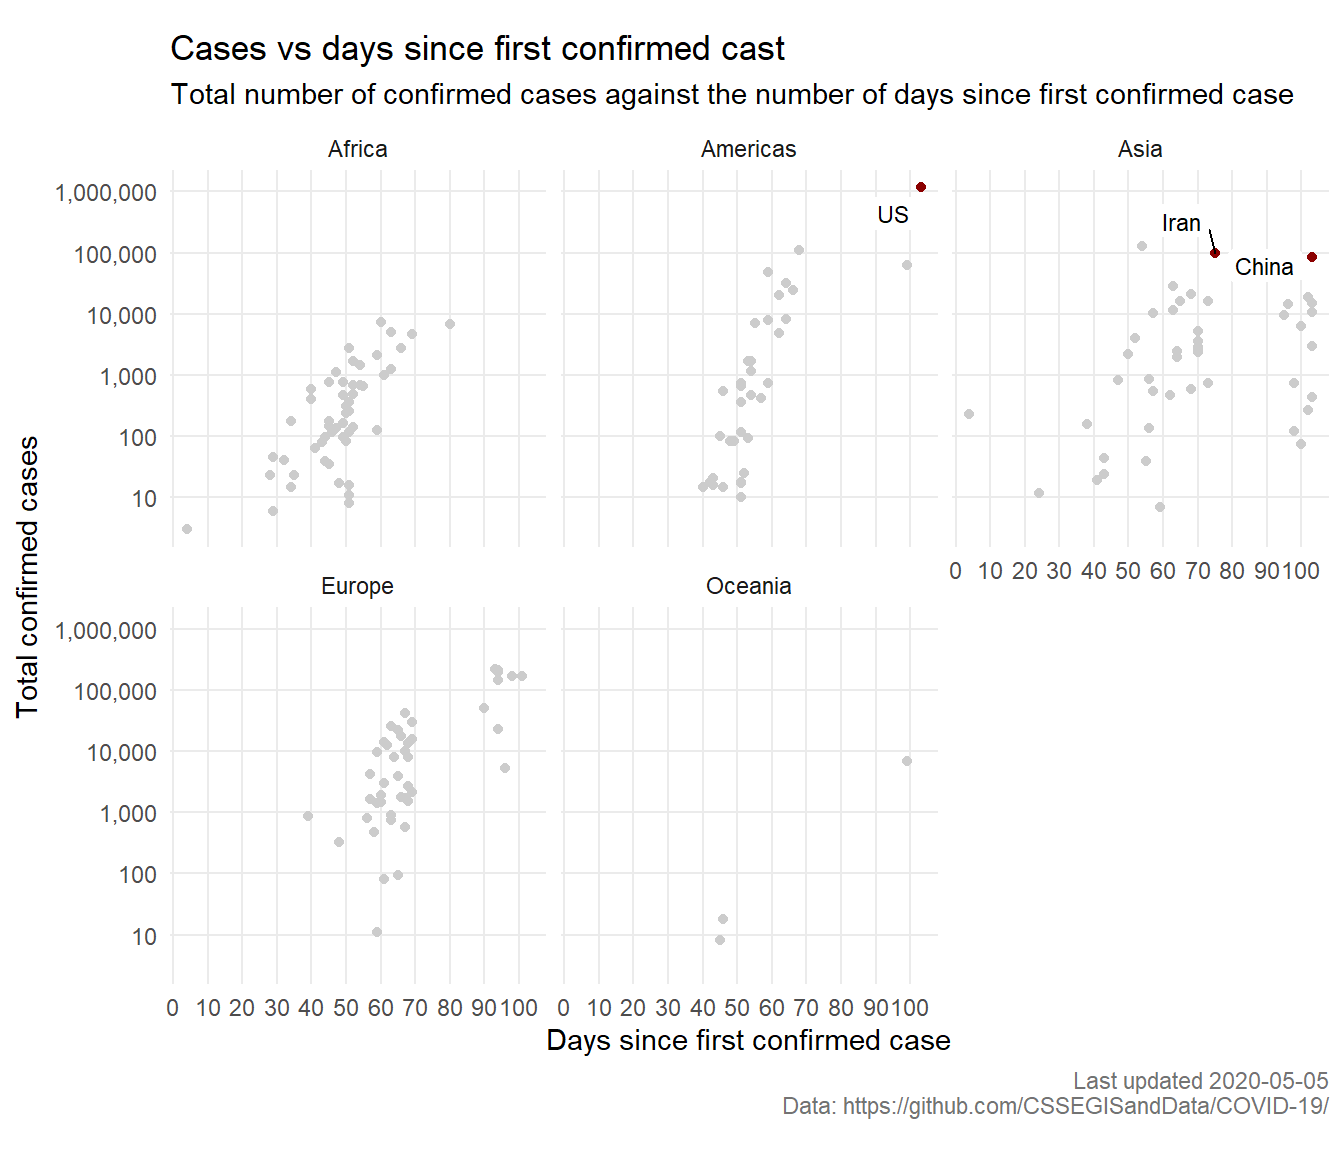 Cases vs days since first confirmed cast
Total number of confirmed cases against the number of days since first confirmed case
Africa
Americas
Asia
1,000,000
100,000
10,000
1,000
100
10
US
Iran
China
0 10 20 30 40 50 60 70 80 90 100
Total confirmed cases
Europe
Oceania
1,000,000
100,000
10,000
1,000
100
10
0 10 20 30 40 50 60 70 80 90 100
0 10 20 30 40 50 60 70 80 90 100
Days since first confirmed case
Last updated 2020-05-05
Data: https://github.com/CSSEGISandData/COVID-19/